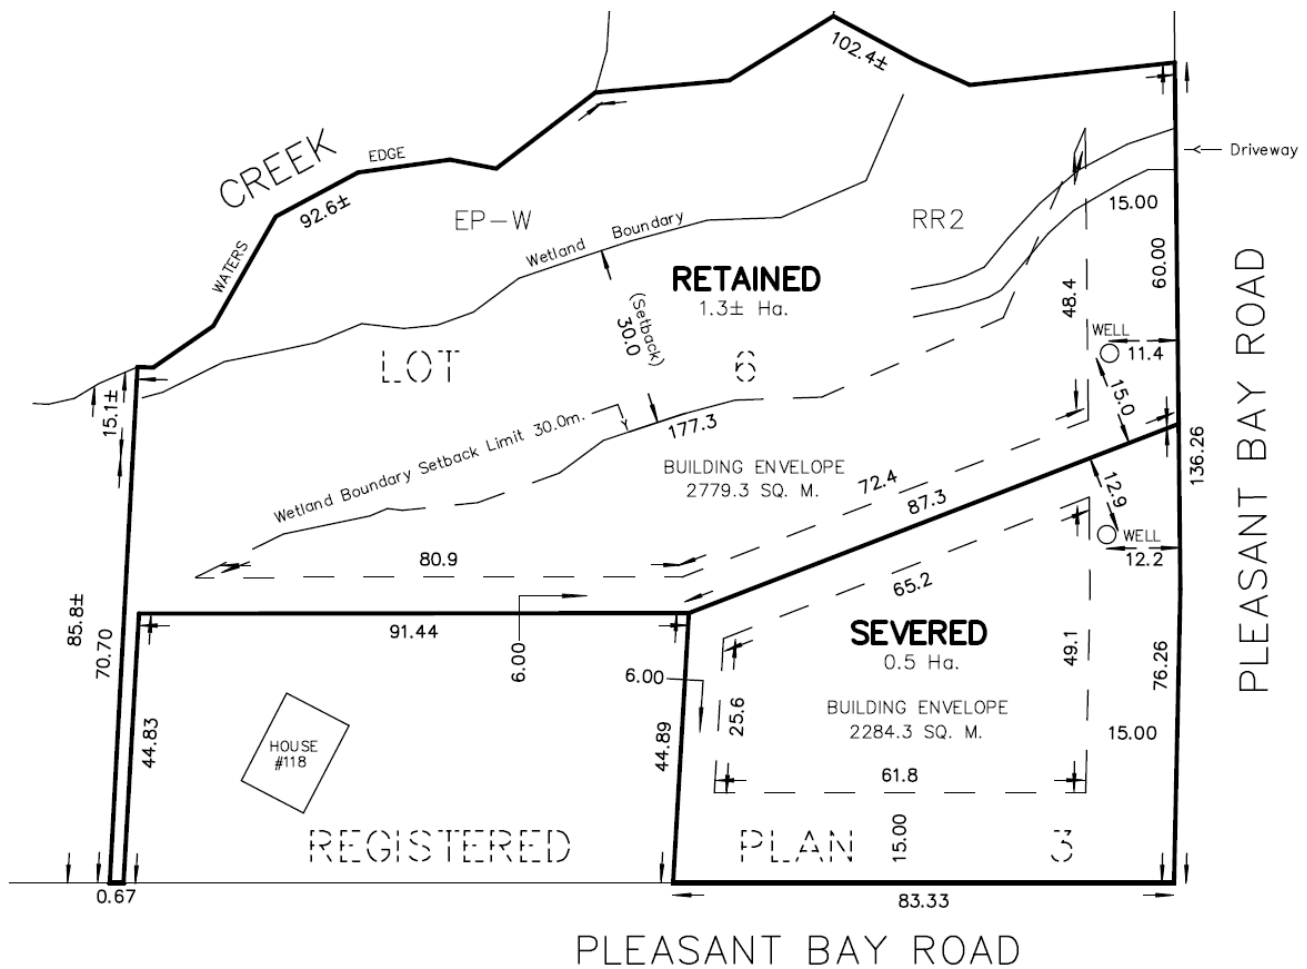 102.4±
CREEK
EDGE
Driveway
92.6±
EP-W
Wetland Boundary
RR2
15.00
WATERS
RETAINED
1.3± Ha.
60.00
48.4
(Setback)
30.0
WELL
11.4
LOT 6
15.1±
15.0
177.3
Wetland Boundary Setback Limit 30.0m.
BUILDING ENVELOPE
2779.3 SQ. M.
72.4
87.3
136.26
PLEASANT BAY ROAD
12.9
WELL
12.2
80.9
65.2
85.8±
70.70
91.44
6.00
SEVERED
0.5 Ha.
49.1
76.26
6.00
25.6
BUILDING ENVELOPE
2284.3 SQ. M.
15.00
44.83
HOUSE
#118
44.89
61.8
REGISTERED PLAN 3
15.00
0.67
83.33
PLEASANT BAY ROAD